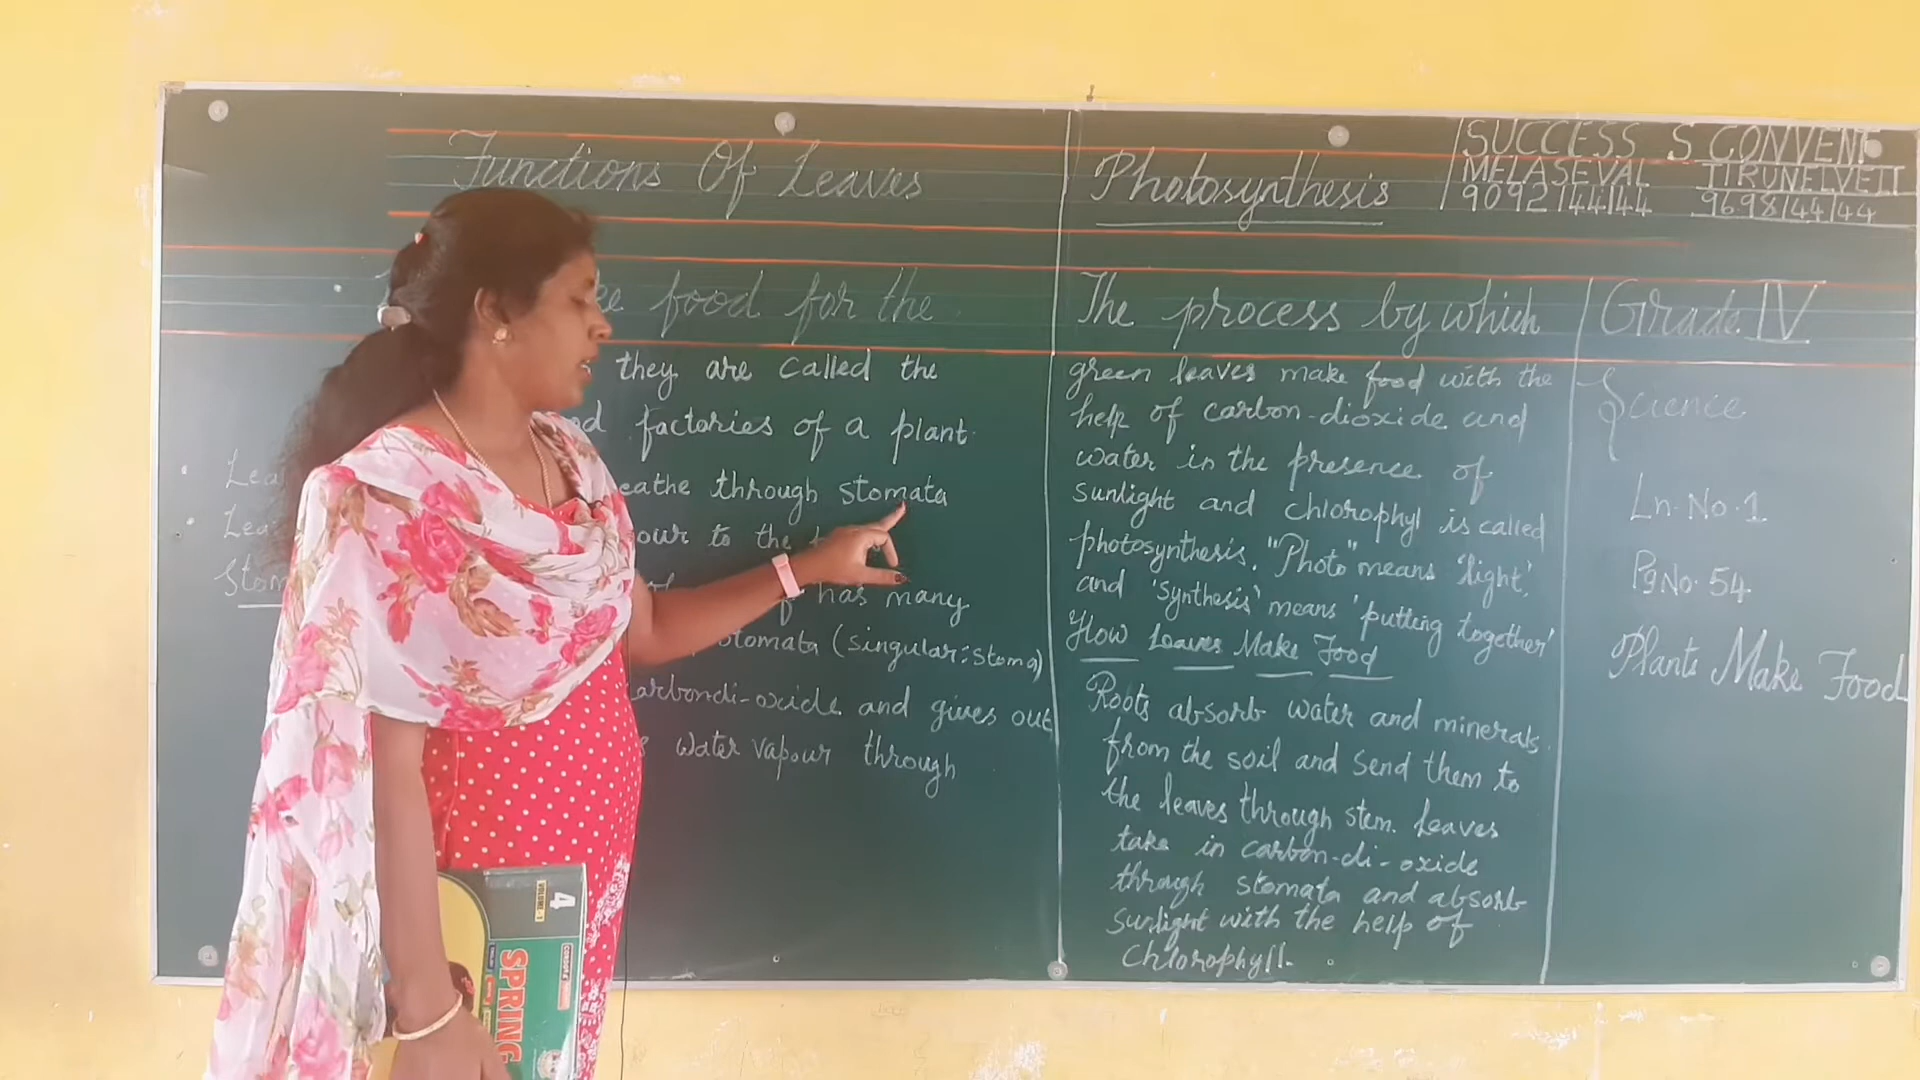 Functions Of Leaves
food for the
they are called the
factories of a plant
through stomata
to the
has many
stomata (singular: stoma)
and gives out
water vapour through
Photosynthesis
The process by which
green leaves make food with the
help of carbon-dioxide and
water in the presence of
sunlight and chlorophyl is called
photosynthesis. "Photo" means 'light'.
and 'Synthesis' means 'putting together'
How Leaves Make Food
Roots absorb water and minerals
from the soil and send them to
the leaves through stem. Leaves
take in carbon-di-oxide
through stomata and absorb
sunlight with the help of
Chlorophyll.
SUCCESS S CONVENT
MELASEVAL TIRUNELVELI
9092144144 9698144144
Grade IV
Science
Ln. No. 1
Pg No. 54
Plants Make Food
4
VOLUME-1
SPRING